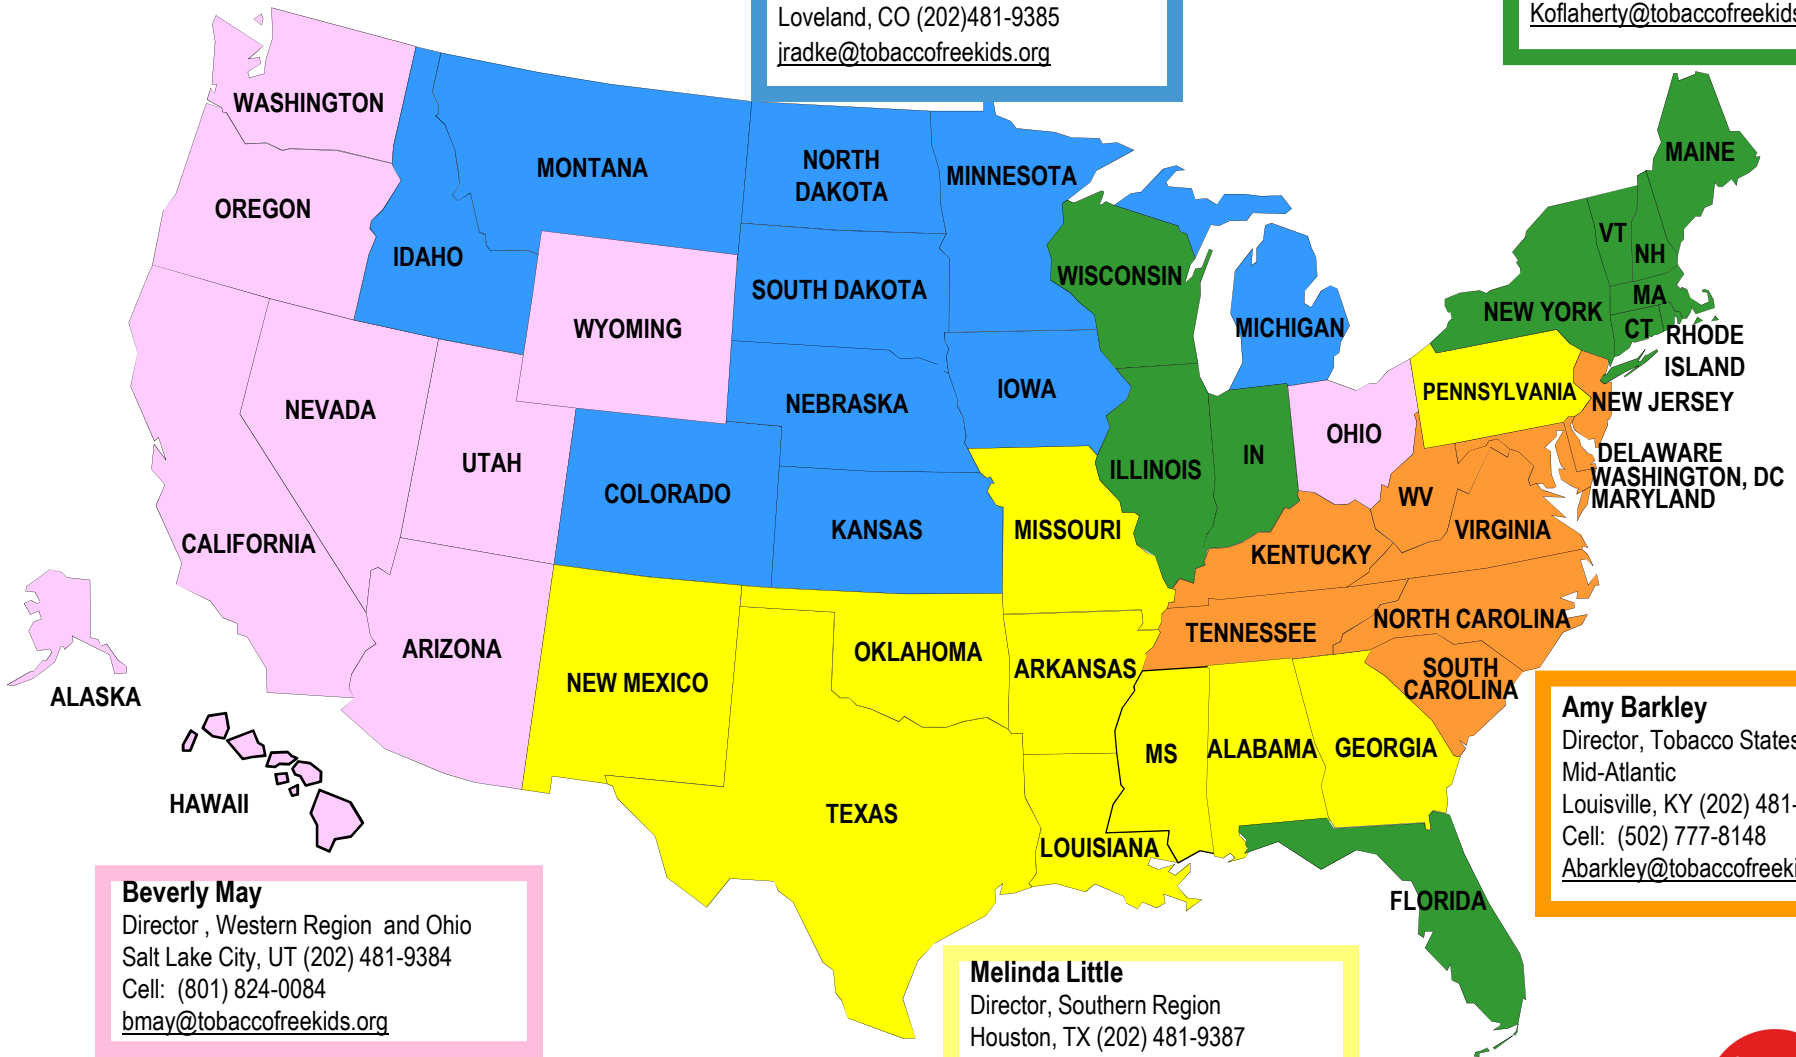 Loveland, CO (202)481-9385
jradke@tobaccofreekids.org
Koflaherty@tobaccofreekids
WASHINGTON
MONTANA
NORTH
DAKOTA
MINNESOTA
MAINE
OREGON
IDAHO
VT
NH
WISCONSIN
SOUTH DAKOTA
MA
NEW YORK
WYOMING
MICHIGAN
CT
RHODE
ISLAND
NEVADA
NEBRASKA
IOWA
PENNSYLVANIA
NEW JERSEY
OHIO
UTAH
ILLINOIS
IN
DELAWARE
WASHINGTON, DC
MARYLAND
COLORADO
WV
KANSAS
MISSOURI
VIRGINIA
CALIFORNIA
KENTUCKY
NORTH CAROLINA
TENNESSEE
ARIZONA
OKLAHOMA
ARKANSAS
SOUTH
CAROLINA
NEW MEXICO
ALASKA
MS
ALABAMA
GEORGIA
HAWAII
TEXAS
LOUISIANA
FLORIDA
Amy Barkley
Director, Tobacco States
Mid-Atlantic
Louisville, KY (202) 481-
Cell: (502) 777-8148
Abarkley@tobaccofreeki
Beverly May
Director , Western Region and Ohio
Salt Lake City, UT (202) 481-9384
Cell: (801) 824-0084
bmay@tobaccofreekids.org
Melinda Little
Director, Southern Region
Houston, TX (202) 481-9387